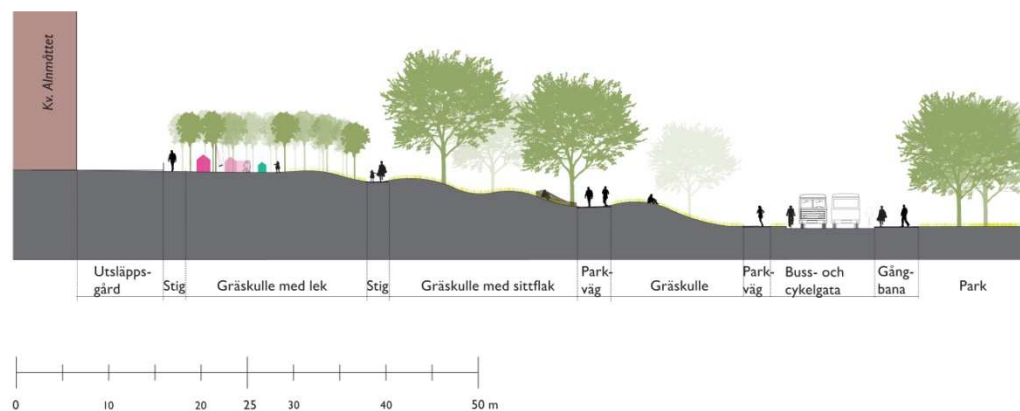 Kv. Alnmåttet
Utsläpps-
gård
Stig
Gräskulle med lek
Stig
Gräskulle med sittflak
Park-
väg
Gräskulle
Park-
väg
Buss- och
cykelgata
Gång-
bana
Park
0 10 20 25 30 40 50 m